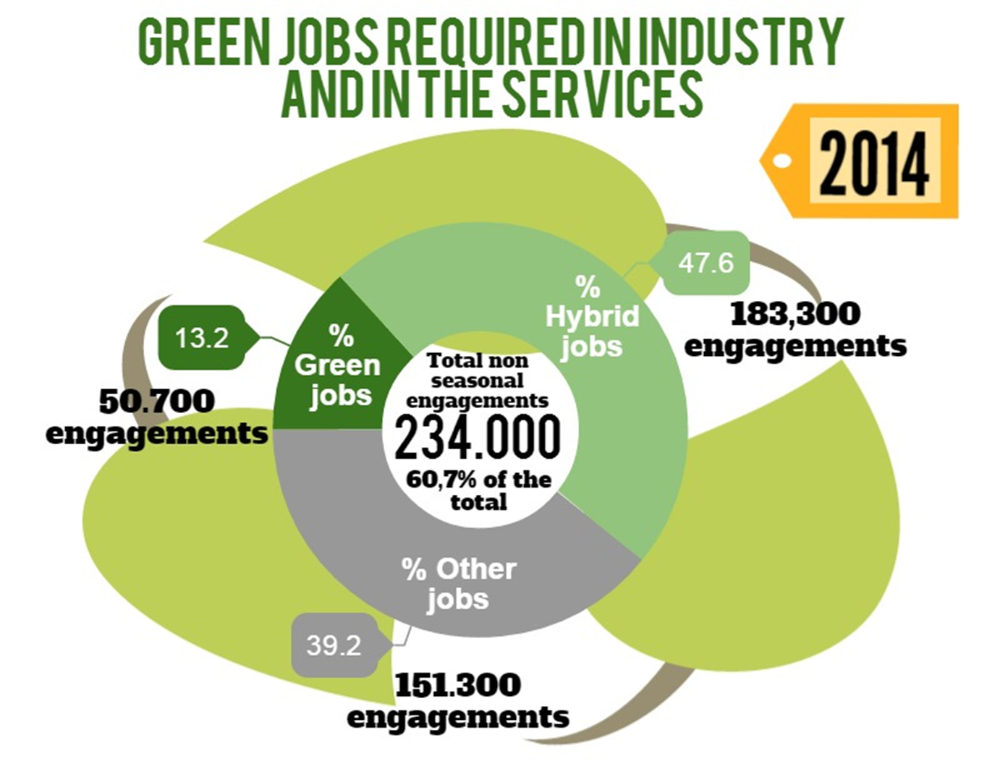 GREEN JOBS REQUIRED IN INDUSTRY
AND IN THE SERVICES
2014
47.6
183,300
engagements
%
Hybrid
jobs
13.2
%
Green
jobs
50.700
engagements
Total non
seasonal
engagements
234.000
60,7% of the
total
% Other
jobs
39.2
151.300
engagements